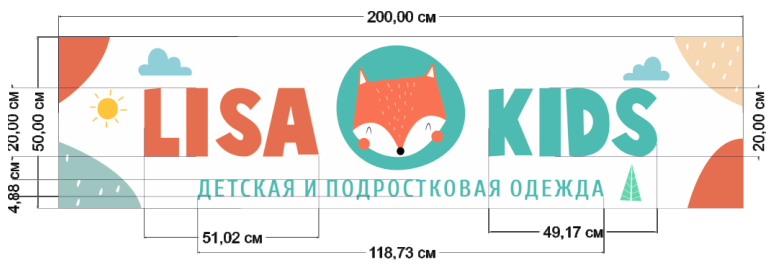 200,00 см
20,00 см
50,00 см
4,88 см
LISA KIDS
20,00 см
ДЕТСКАЯ И ПОДРОСТКОВАЯ ОДЕЖДА
51,02 см
49,17 см
118,73 см